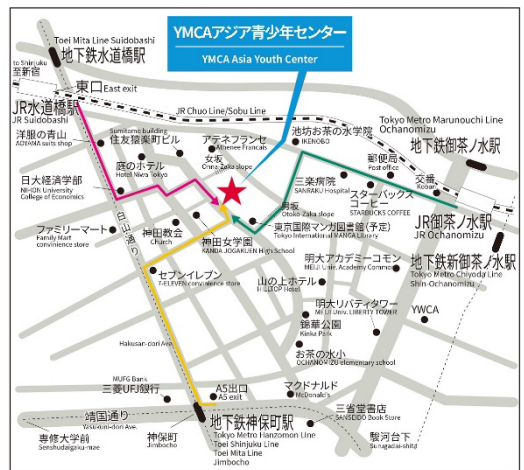 YMCAアジア青少年センター
YMCA Asia Youth Center
Toei Mita Line Suidobashi
地下鉄水道橋駅
to Shinjuku
至新宿
東口 East exit
JR水道橋駅
JR Suidobashi
JR Chuo Line/Sobu Line
Tokyo Metro Marunouchi Line
Ochanomizu
地下鉄御茶ノ水駅
洋服の青山
AOYAMA suits shop
Sumitomo building
住友猿楽町ビル
アテネフランセ
Athenee Francais
池坊お茶の水学院
IKENOBO
郵便局
Post office
交番
Koban
庭のホテル
Hotel Niwa Tokyo
女坂
Onna-Zaka slope
三楽病院
SANRAKU Hospital
スターバックス
コーヒー
STARBUCKS COFFEE
日大経済学部
NIHON University
College of Economics
男坂
Otoko-Zaka slope
JR御茶ノ水駅
JR Ochanomizu
白山通り
ファミリーマート
Family Mart
convinience store
神田教会
Church
神田女学園
KANDA JOGAKUEN High School
東京国際マンガ図書館(予定)
Tokyo International MANGA Library
地下鉄新御茶ノ水駅
Tokyo Metro Chiyoda Line
Shin-Ochanomizu
セブンイレブン
7-ELEVEN convinience store
明大アカデミーコモン
MEIJI Univ. Academy Common
山の上ホテル
HILLTOP Hotel
明大リバティタワー
MEIJI Univ. LIBERTY TOWER
YWCA
錦華公園
Kinka Park
Hakusan-dori Ave.
お茶の水小
OCHANOMIZU elementary school
MUFG Bank
三菱UFJ銀行
A5出口
A5 exit
マクドナルド
McDonald's
靖国通り
Yasukuni-dori Ave.
三省堂書店
SANSEIDO Book Store
専修大学前
Senshudaigaku-mae
神保町
Jimbocho
地下鉄神保町駅
Tokyo Metro Hanzomon Line
Toei Shinjuku Line
Toei Mita Line
Jimbocho
駿河台下
Surugadai-shita